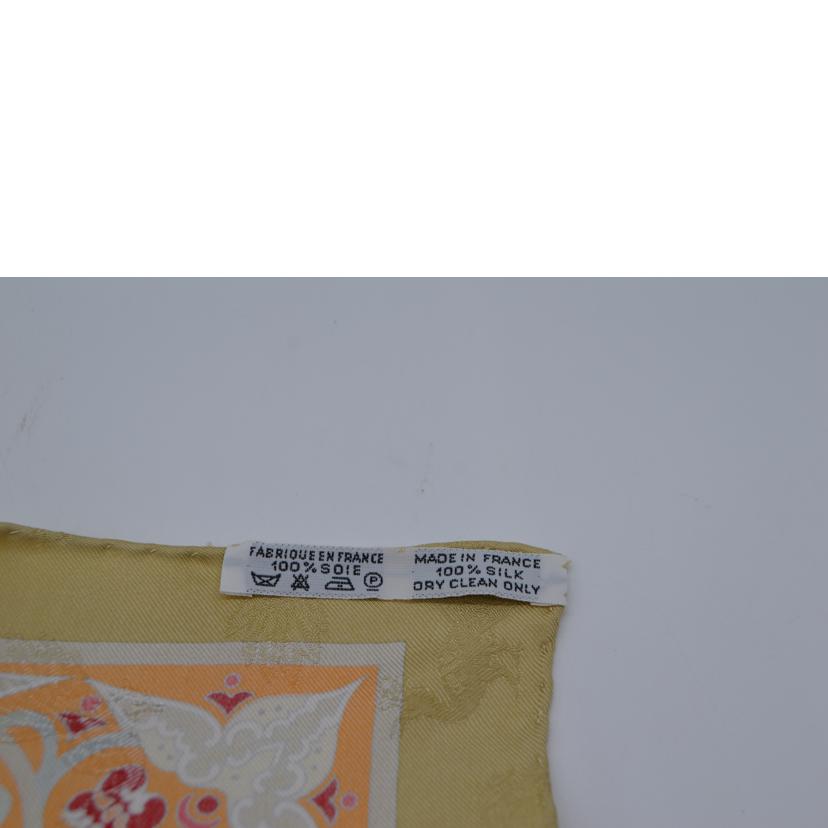 FABRIQUE EN FRANCE
100% SOIE
P
MADE IN FRANCE
100% SILK
DRY CLEAN ONLY